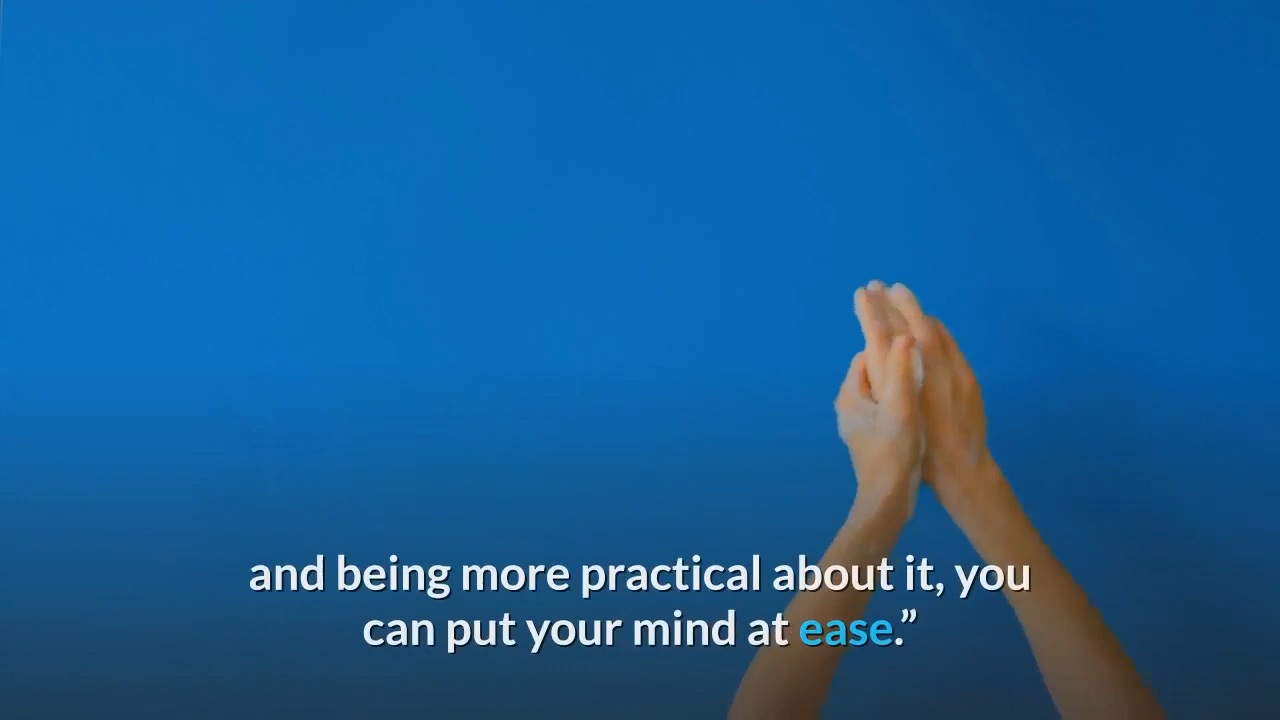 and being more practical about it, you
can put your mind at ease.”